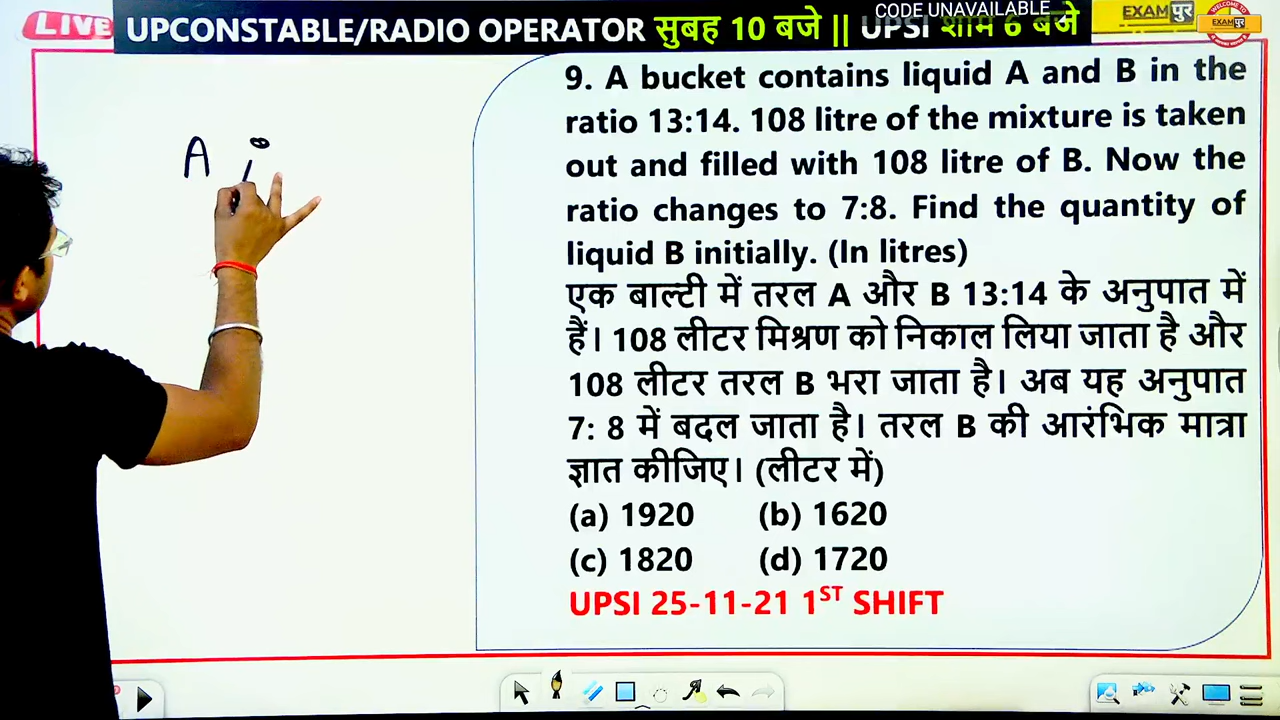 LIVE
UPCONSTABLE/RADIO OPERATOR सुबह 10 बजे || UPSI शाम 6 बजे
CODE UNAVAILABLE
EXAMपुर
WELCOME TO
EXAMपुर
9. A bucket contains liquid A and B in the
ratio 13:14. 108 litre of the mixture is taken
out and filled with 108 litre of B. Now the
ratio changes to 7:8. Find the quantity of
liquid B initially. (In litres)
एक बाल्टी में तरल A और B 13:14 के अनुपात में
हैं। 108 लीटर मिश्रण को निकाल लिया जाता है और
108 लीटर तरल B भरा जाता है। अब यह अनुपात
7: 8 में बदल जाता है। तरल B की आरंभिक मात्रा
ज्ञात कीजिए। (लीटर में)
(a) 1920 (b) 1620
(c) 1820 (d) 1720
UPSI 25-11-21 1ST SHIFT
A